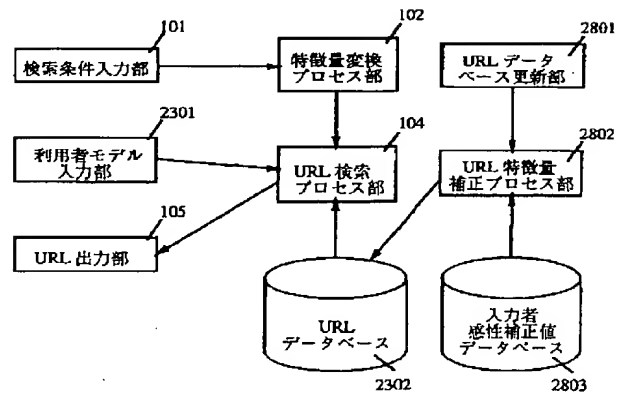 101
検索条件入力部
102
特徴量変換
プロセス部
2801
URL データ
ベース更新部
2301
利用者モデル
入力部
104
URL 検索
プロセス部
2802
URL 特徴量
補正プロセス部
105
URL 出力部
URL
データベース
2302
入力者
感性補正値
データベース
2803